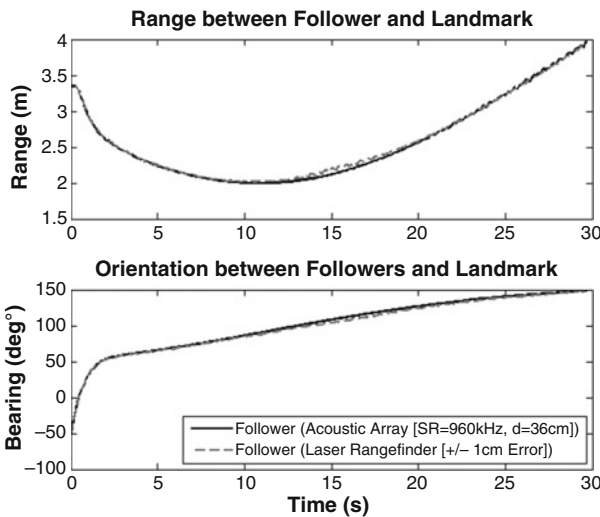 Range between Follower and Landmark
Range (m)
4
3.5
3
2.5
2
1.5
0 5 10 15 20 25 30
Orientation between Followers and Landmark
Bearing (deg°)
150
100
50
0
−50
−100
Follower (Acoustic Array [SR=960kHz, d=36cm])
Follower (Laser Rangefinder [+/− 1cm Error])
0 5 10 15 20 25 30
Time (s)